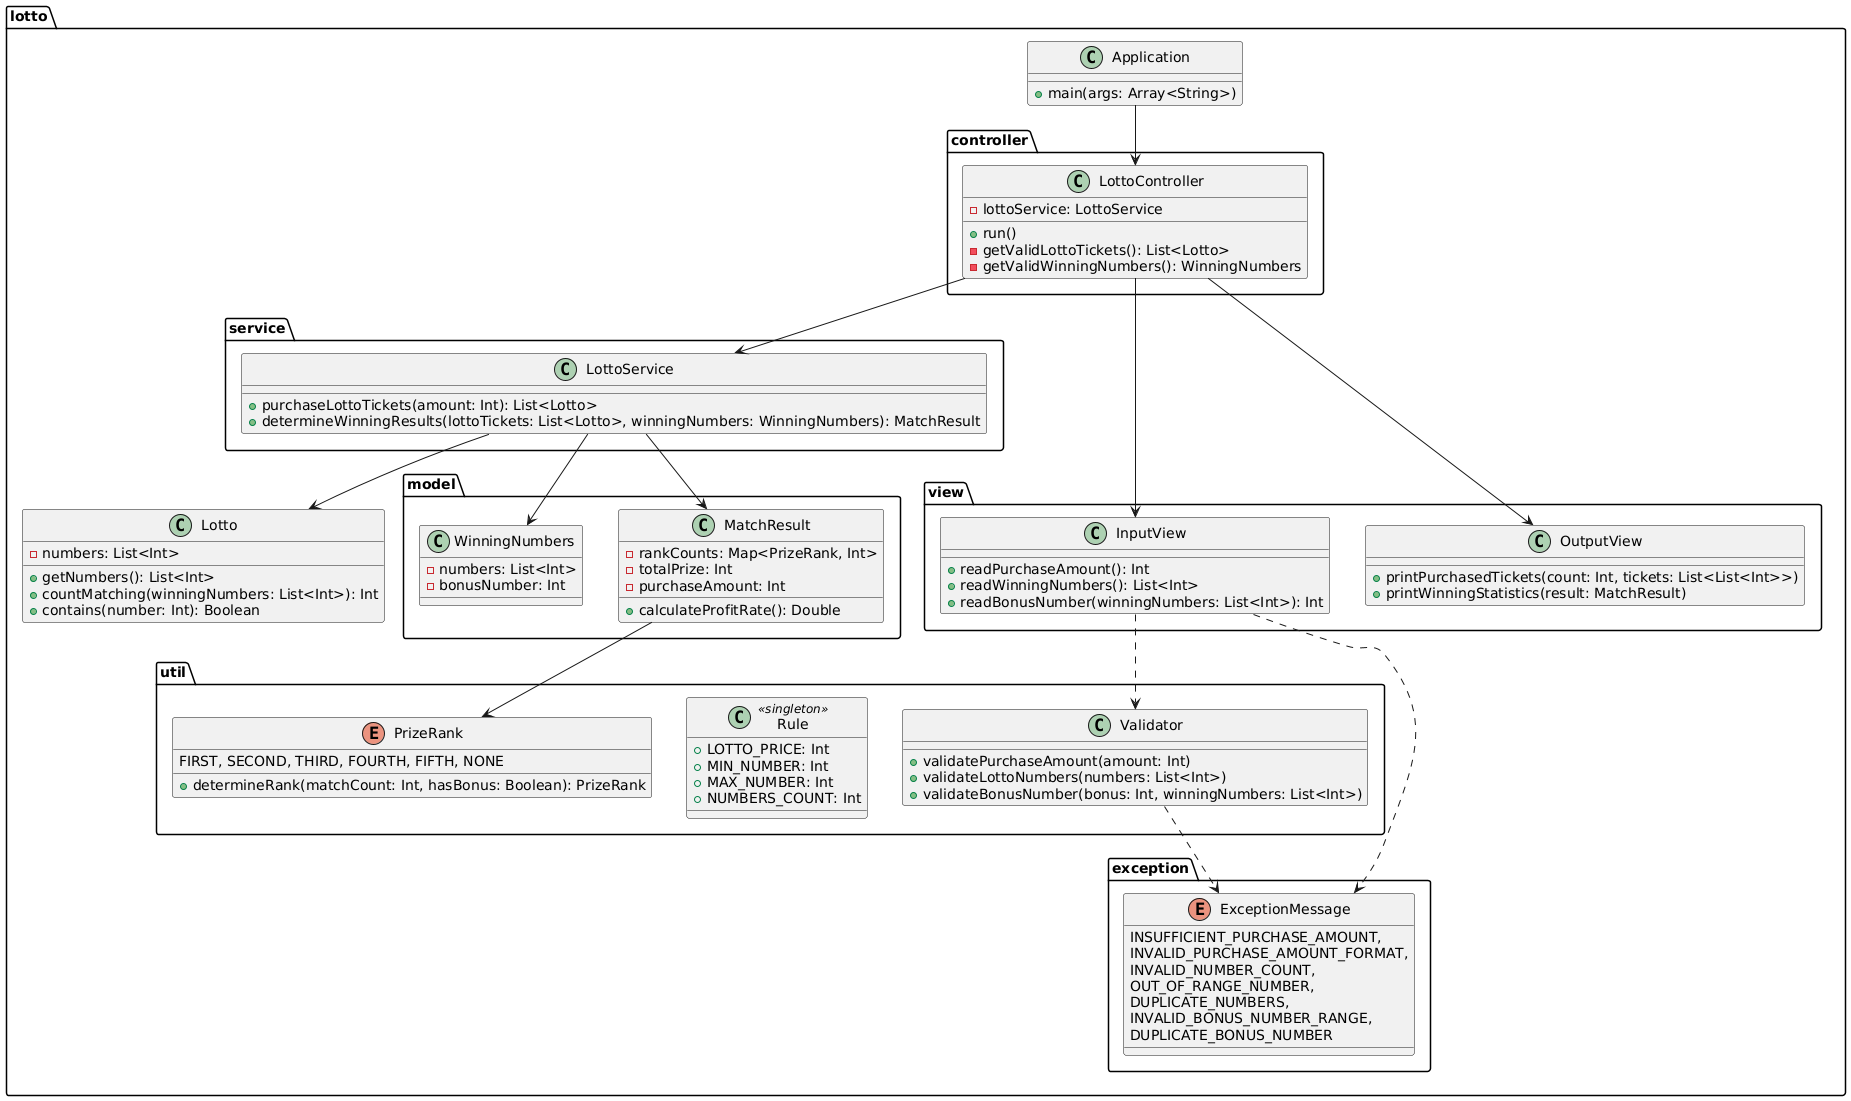 lotto
C Application
main(args: Array<String>)
controller
C LottoController
lottoService: LottoService
run()
getValidLottoTickets(): List<Lotto>
getValidWinningNumbers(): WinningNumbers
service
C LottoService
purchaseLottoTickets(amount: Int): List<Lotto>
determineWinningResults(lottoTickets: List<Lotto>, winningNumbers: WinningNumbers): MatchResult
C Lotto
numbers: List<Int>
getNumbers(): List<Int>
countMatching(winningNumbers: List<Int>): Int
contains(number: Int): Boolean
model
C WinningNumbers
numbers: List<Int>
bonusNumber: Int
C MatchResult
rankCounts: Map<PrizeRank, Int>
totalPrize: Int
purchaseAmount: Int
calculateProfitRate(): Double
view
C InputView
readPurchaseAmount(): Int
readWinningNumbers(): List<Int>
readBonusNumber(winningNumbers: List<Int>): Int
C OutputView
printPurchasedTickets(count: Int, tickets: List<List<Int>>)
printWinningStatistics(result: MatchResult)
util
E PrizeRank
FIRST, SECOND, THIRD, FOURTH, FIFTH, NONE
determineRank(matchCount: Int, hasBonus: Boolean): PrizeRank
«singleton»
C Rule
LOTTO_PRICE: Int
MIN_NUMBER: Int
MAX_NUMBER: Int
NUMBERS_COUNT: Int
C Validator
validatePurchaseAmount(amount: Int)
validateLottoNumbers(numbers: List<Int>)
validateBonusNumber(bonus: Int, winningNumbers: List<Int>)
exception
E ExceptionMessage
INSUFFICIENT_PURCHASE_AMOUNT,
INVALID_PURCHASE_AMOUNT_FORMAT,
INVALID_NUMBER_COUNT,
OUT_OF_RANGE_NUMBER,
DUPLICATE_NUMBERS,
INVALID_BONUS_NUMBER_RANGE,
DUPLICATE_BONUS_NUMBER